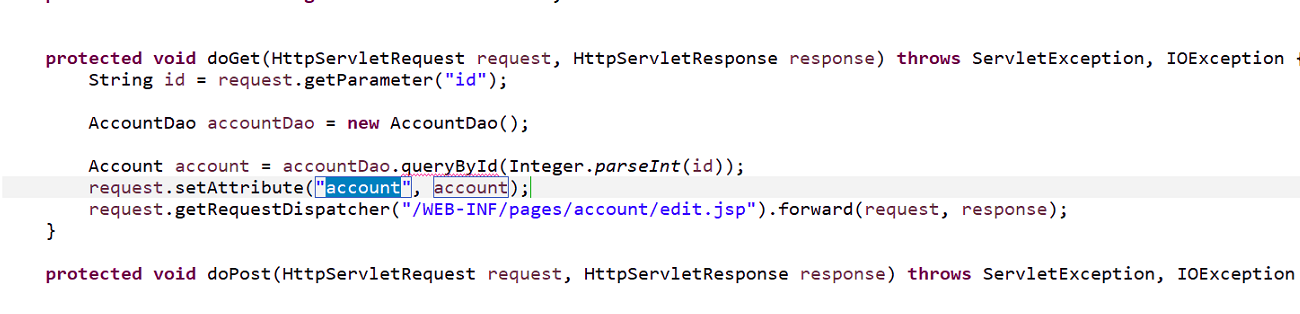 protected void doGet(HttpServletRequest request, HttpServletResponse response) throws ServletException, IOException {
String id = request.getParameter("id");
AccountDao accountDao = new AccountDao();
Account account = accountDao.queryById(Integer.parseInt(id));
request.setAttribute("account", account);
request.getRequestDispatcher("/WEB-INF/pages/account/edit.jsp").forward(request, response);
}
protected void doPost(HttpServletRequest request, HttpServletResponse response) throws ServletException, IOException